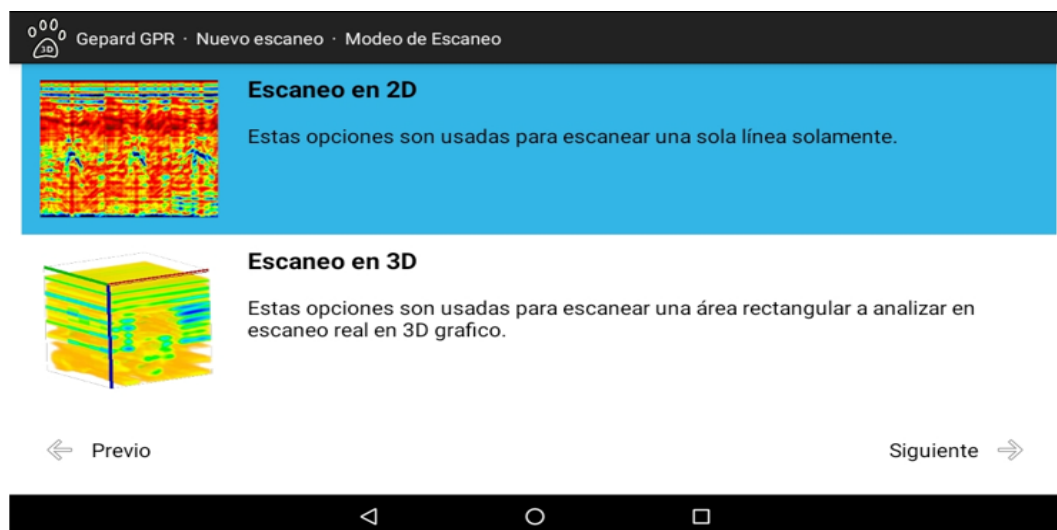 3D
Gepard GPR · Nuevo escaneo · Modeo de Escaneo
Escaneo en 2D
Estas opciones son usadas para escanear una sola línea solamente.
Escaneo en 3D
Estas opciones son usadas para escanear una área rectangular a analizar en
escaneo real en 3D grafico.
Previo
Siguiente